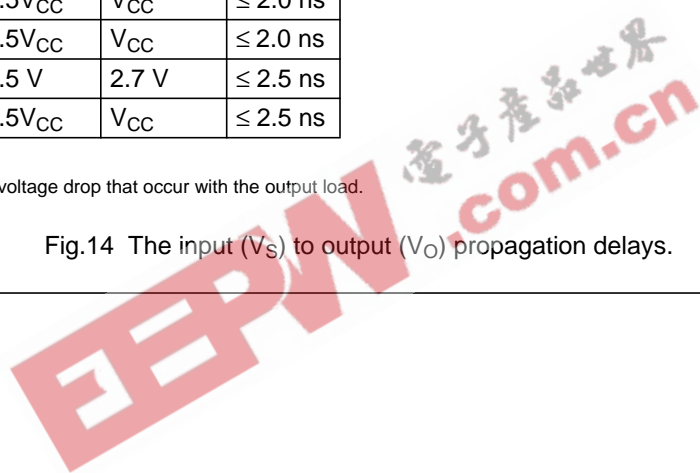 .5VCC VCC ≤ 2.0 ns
.5VCC VCC ≤ 2.0 ns
.5 V 2.7 V ≤ 2.5 ns
.5VCC VCC ≤ 2.5 ns
voltage drop that occur with the output load.
Fig.14 The input (VS) to output (VO) propagation delays.
EEPW .com.cn
电子产品世界